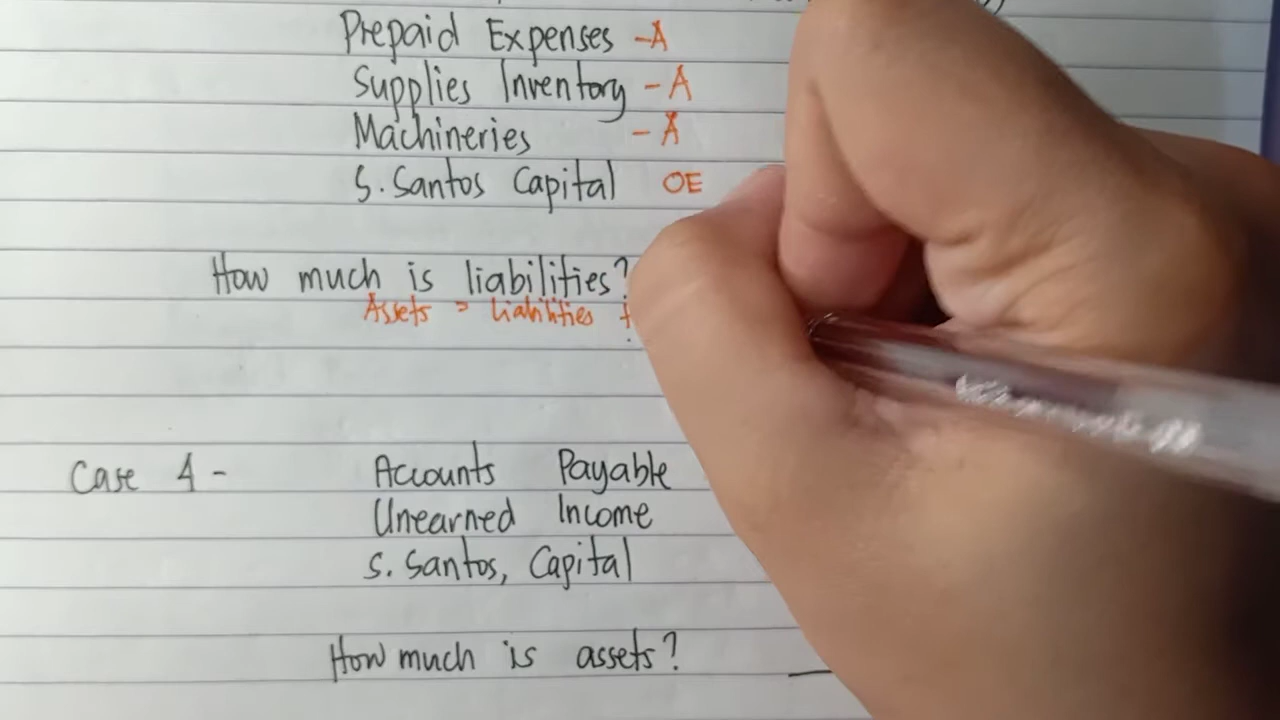 Prepaid Expenses -A
Supplies Inventory - A
Machineries - A
S. Santos Capital OE
How much is liabilities?
Assets = Liabilities +
Case 4 - Accounts Payable
Unearned Income
S. Santos, Capital
How much is assets?